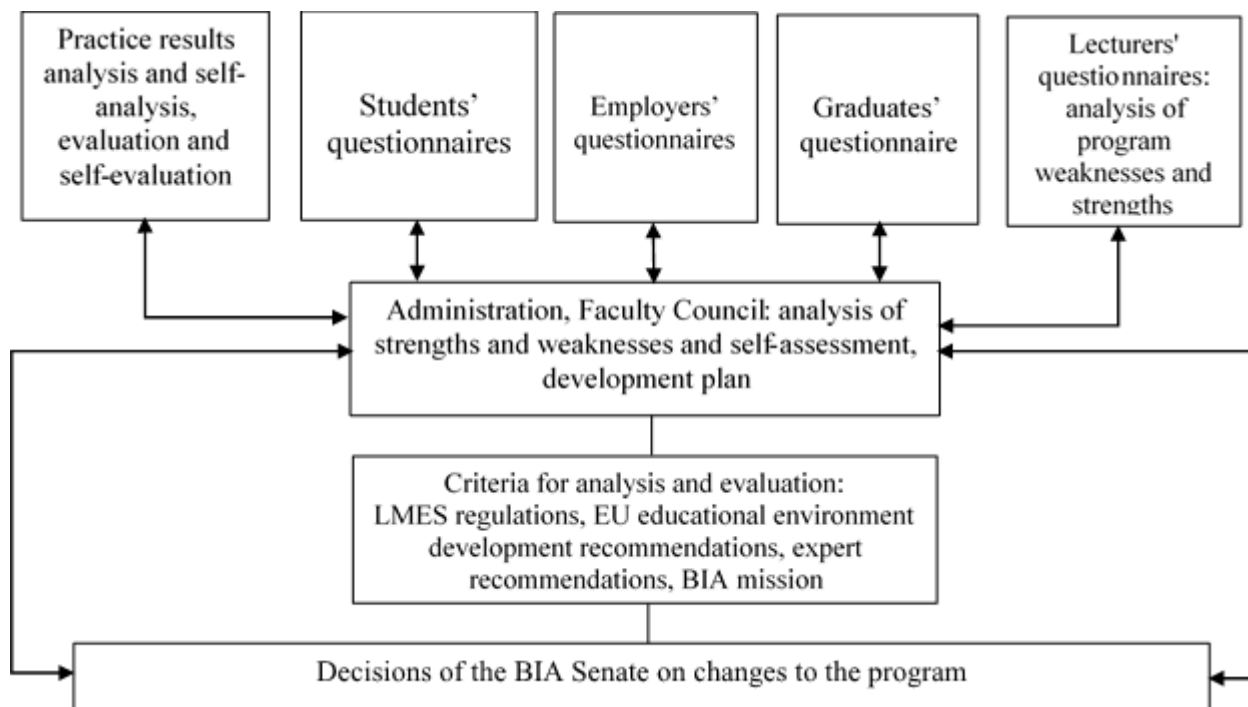 Practice results
analysis and self-
analysis,
evaluation and
self-evaluation
Students’
questionnaires
Employers’
questionnaires
Graduates’
questionnaire
Lecturers'
questionnaires:
analysis of
program
weaknesses and
strengths
Administration, Faculty Council: analysis of
strengths and weaknesses and self-assessment,
development plan
Criteria for analysis and evaluation:
LMES regulations, EU educational environment
development recommendations, expert
recommendations, BIA mission
Decisions of the BIA Senate on changes to the program